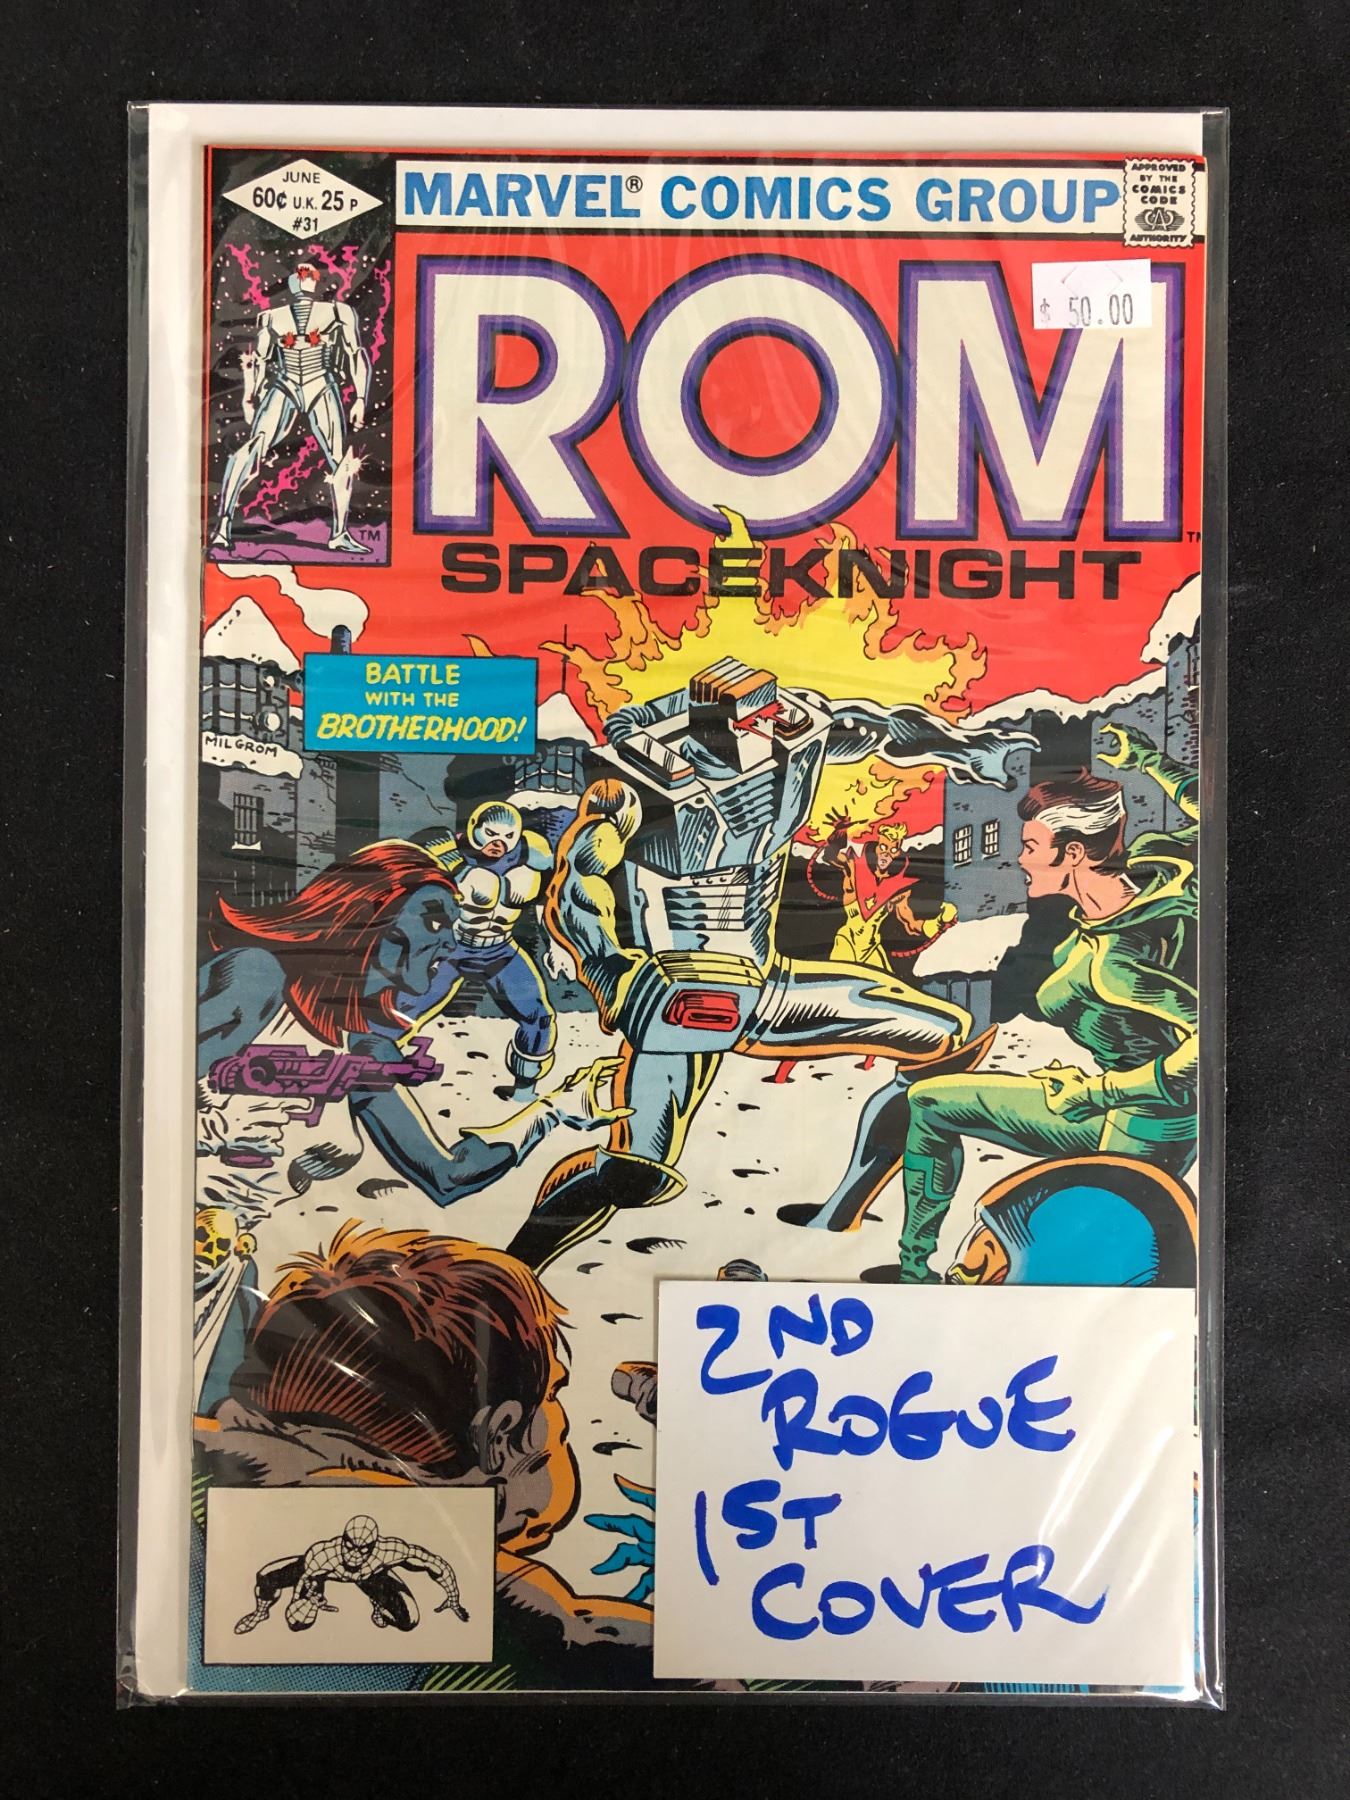 JUNE
60¢ U.K. 25 P
#31
MARVEL® COMICS GROUP
APPROVED
BY THE
COMICS
CODE
CA
AUTHORITY
$ 50.00
ROM
TM
SPACEKNIGHT
TM
BATTLE
WITH THE
BROTHERHOOD!
MILGROM
2ND
ROGUE
1ST
COVER